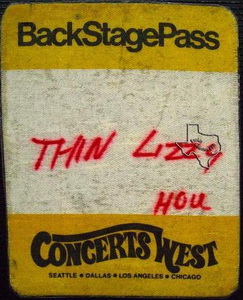 BackStagePass
THIN LIZZY
HOU
CONCERTS WEST
SEATTLE • DALLAS • LOS ANGELES • CHICAGO